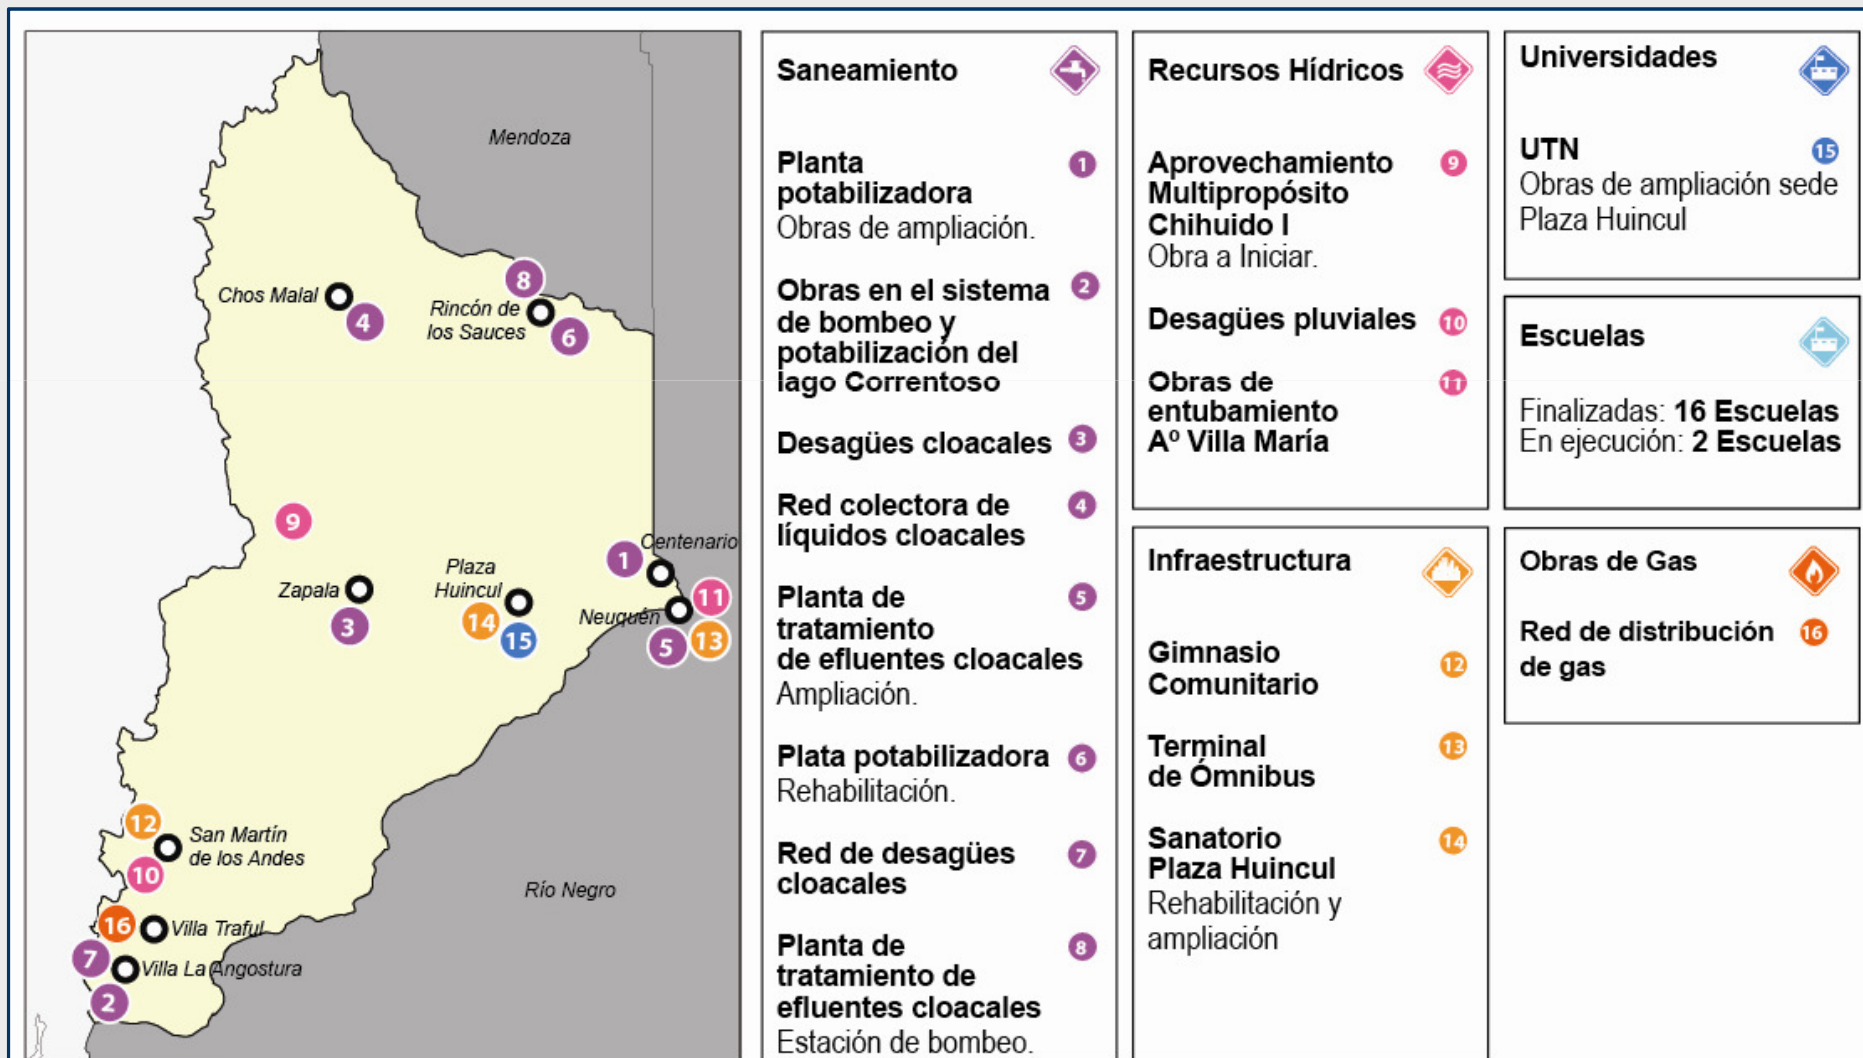 Mendoza
Chos Malal
4
8
Rincón de
los Sauces
6
9
Zapala
3
Plaza
Huincul
14
15
Centenario
1
Neuquén
11
5
13
12
San Martín
de los Andes
10
Río Negro
16
Villa Traful
7
Villa La Angostura
2
Saneamiento
Planta
potabilizadora
1
Obras de ampliación.
Obras en el sistema
de bombeo y
potabilización del
lago Correntoso
2
Desagües cloacales
3
Red colectora de
líquidos cloacales
4
Planta de
tratamiento
de efluentes cloacales
5
Ampliación.
Plata potabilizadora
6
Rehabilitación.
Red de desagües
cloacales
7
Planta de
tratamiento de
efluentes cloacales
8
Estación de bombeo.
Recursos Hídricos
Aprovechamiento
Multipropósito
Chihuido I
9
Obra a Iniciar.
Desagües pluviales
10
Obras de
entubamiento
Aº Villa María
11
Infraestructura
Gimnasio
Comunitario
12
Terminal
de Ómnibus
13
Sanatorio
Plaza Huincul
14
Rehabilitación y
ampliación
Universidades
UTN
15
Obras de ampliación sede
Plaza Huincul
Escuelas
Finalizadas: 16 Escuelas
En ejecución: 2 Escuelas
Obras de Gas
Red de distribución
de gas
16